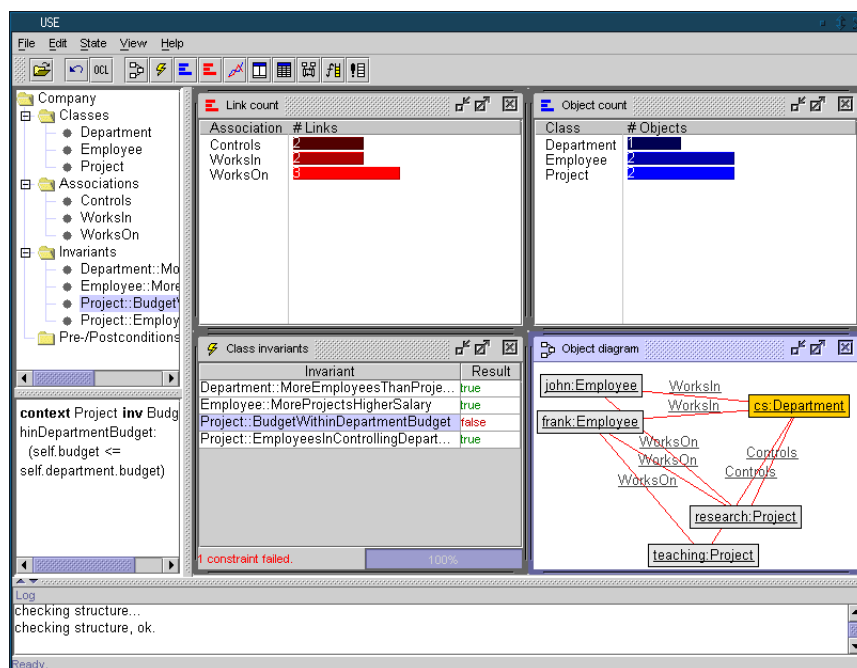 USE
File Edit State View Help
OCL
Company
Classes
Department
Employee
Project
Associations
Controls
WorksIn
WorksOn
Invariants
Department::Mo
Employee::More
Project::Budget
Project::Employ
Pre-/Postconditions
context Project inv Budg
hinDepartmentBudget:
(self.budget <=
self.department.budget)
Link count
Association # Links
Controls 2
WorksIn 2
WorksOn 3
Object count
Class # Objects
Department 1
Employee 2
Project 2
Class invariants
Invariant Result
Department::MoreEmployeesThanProje... true
Employee::MoreProjectsHigherSalary true
Project::BudgetWithinDepartmentBudget false
Project::EmployeesInControllingDepart... true
1 constraint failed. 100%
Object diagram
john:Employee
WorksIn
WorksIn
cs:Department
frank:Employee
WorksOn
WorksOn
WorksOn
Controls
Controls
research:Project
teaching:Project
Log
checking structure...
checking structure, ok.
Ready.